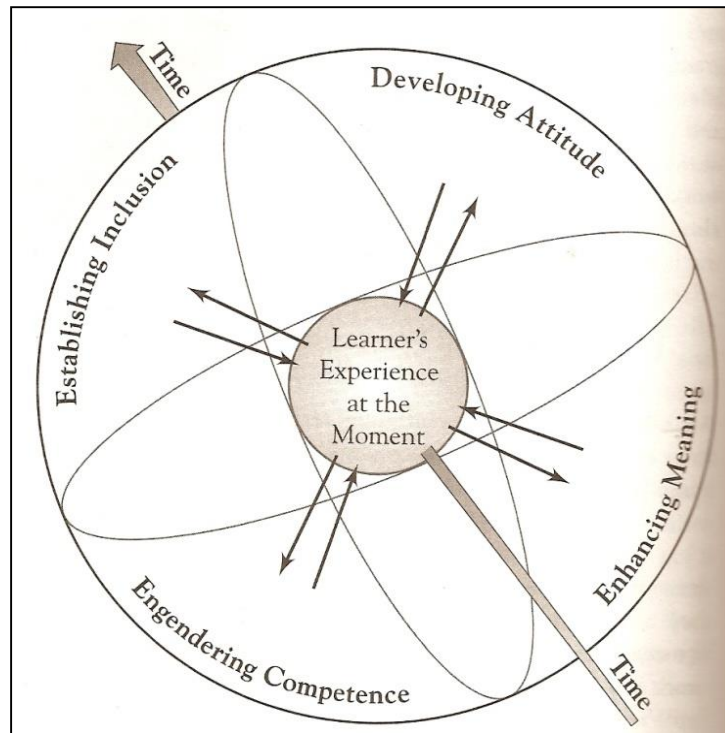 Time
Developing Attitude
Establishing Inclusion
Learner's
Experience
at the
Moment
Enhancing Meaning
Engendering Competence
Time